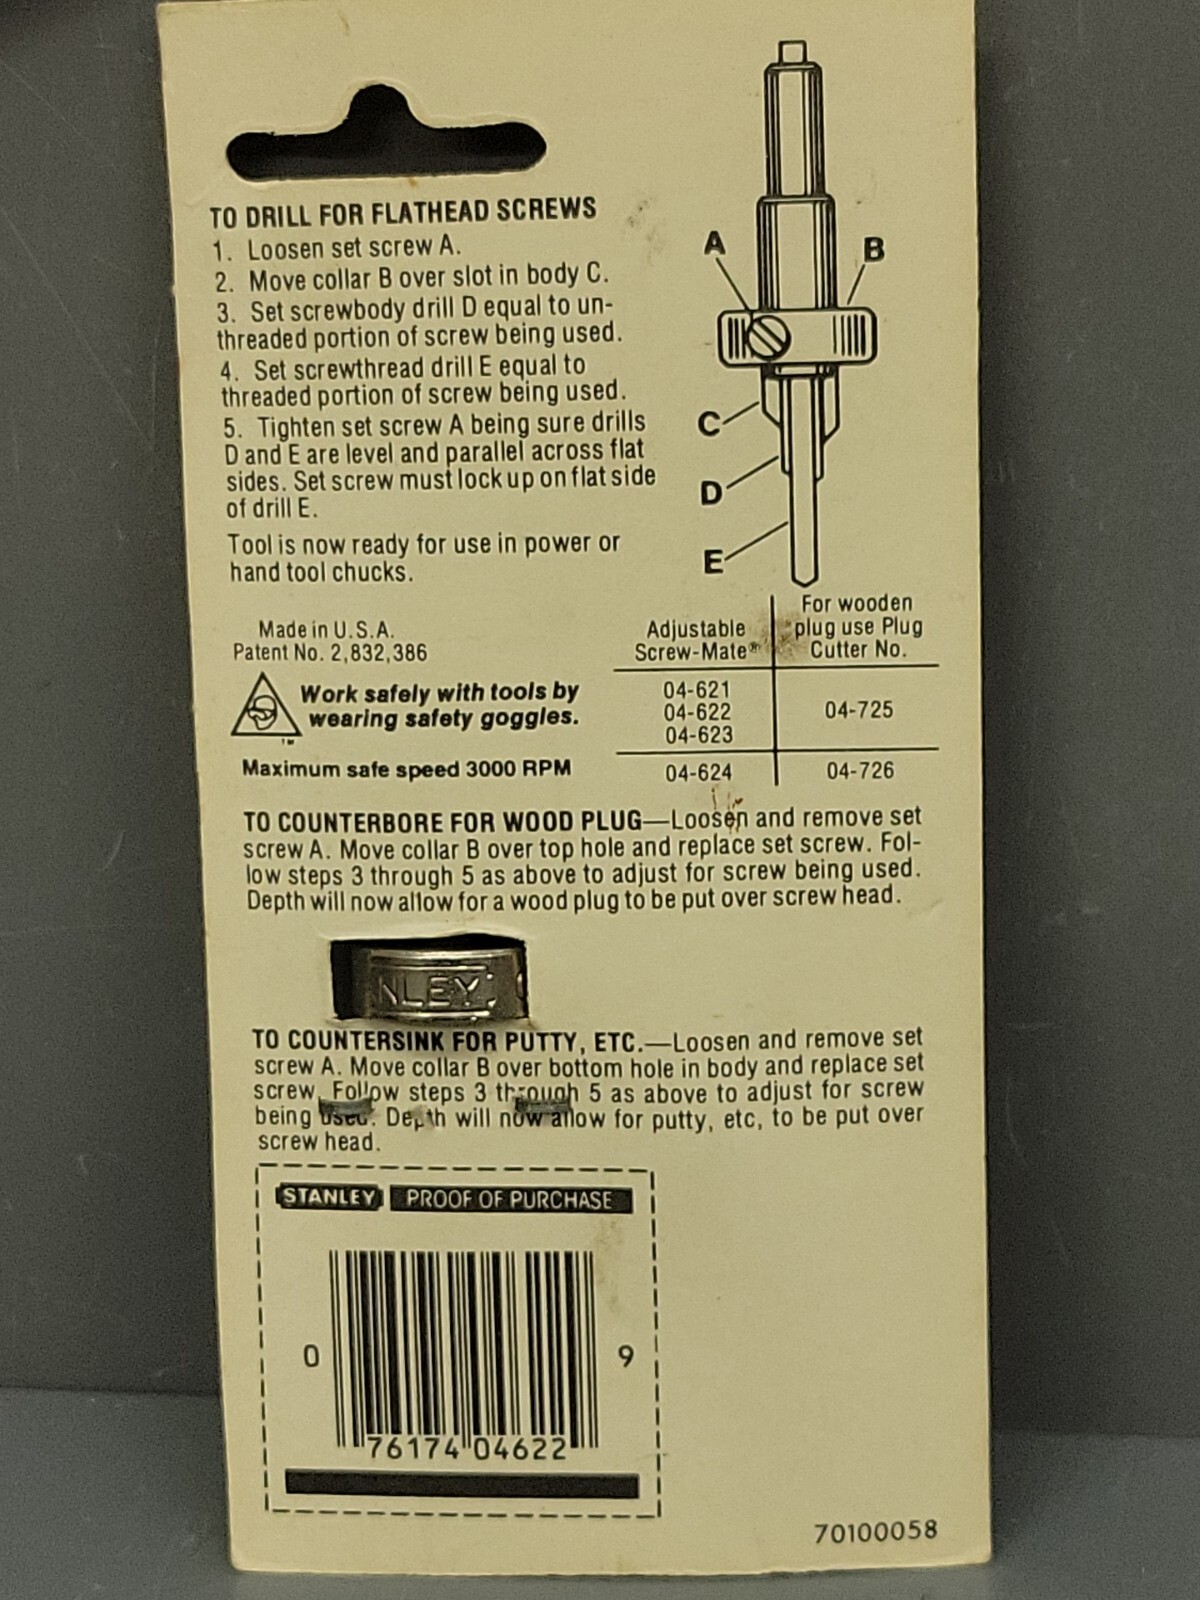 TO DRILL FOR FLATHEAD SCREWS
1. Loosen set screw A.
2. Move collar B over slot in body C.
3. Set screwbody drill D equal to un-
threaded portion of screw being used.
4. Set screwthread drill E equal to
threaded portion of screw being used.
5. Tighten set screw A being sure drills
D and E are level and parallel across flat
sides. Set screw must lock up on flat side
of drill E.
Tool is now ready for use in power or
hand tool chucks.
A
B
C
D
E
Made in U.S.A.
Patent No. 2,832,386
Work safely with tools by
wearing safety goggles.
TM
Maximum safe speed 3000 RPM
Adjustable
Screw-Mate®
For wooden
plug use Plug
Cutter No.
04-621
04-622
04-623
04-725
04-624
04-726
TO COUNTERBORE FOR WOOD PLUG—Loosen and remove set
screw A. Move collar B over top hole and replace set screw. Fol-
low steps 3 through 5 as above to adjust for screw being used.
Depth will now allow for a wood plug to be put over screw head.
NLEY
TO COUNTERSINK FOR PUTTY, ETC.—Loosen and remove set
screw A. Move collar B over bottom hole in body and replace set
screw. Follow steps 3 through 5 as above to adjust for screw
being used. Depth will now allow for putty, etc, to be put over
screw head.
STANLEY PROOF OF PURCHASE
0 76174 04622 9
70100058